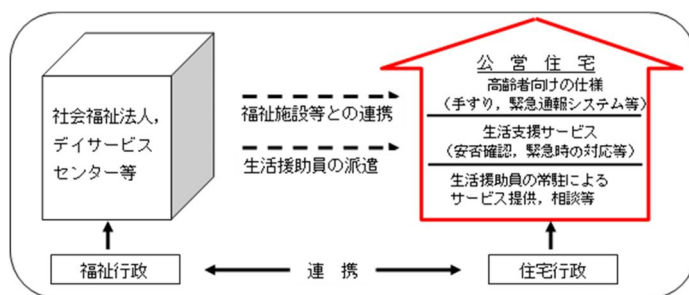 社会福祉法人，
デイサービス
センター等
福祉施設等との連携
生活援助員の派遣
公営住宅
高齢者向けの仕様
（手すり，緊急通報システム等）
生活支援サービス
（安否確認，緊急時の対応等）
生活援助員の常駐による
サービス提供，相談等
福祉行政
連携
住宅行政